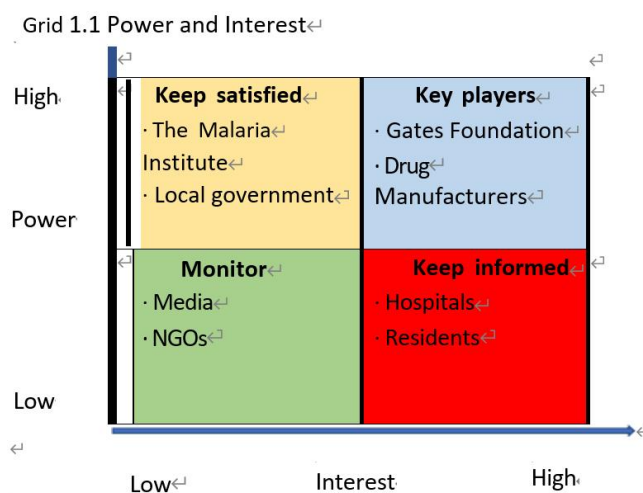 Grid 1.1 Power and Interest
High
Keep satisfied
· The Malaria
Institute
· Local government
Key players
· Gates Foundation
· Drug
Manufacturers
Power
Monitor
· Media
· NGOs
Keep informed
· Hospitals
· Residents
Low
Low Interest High